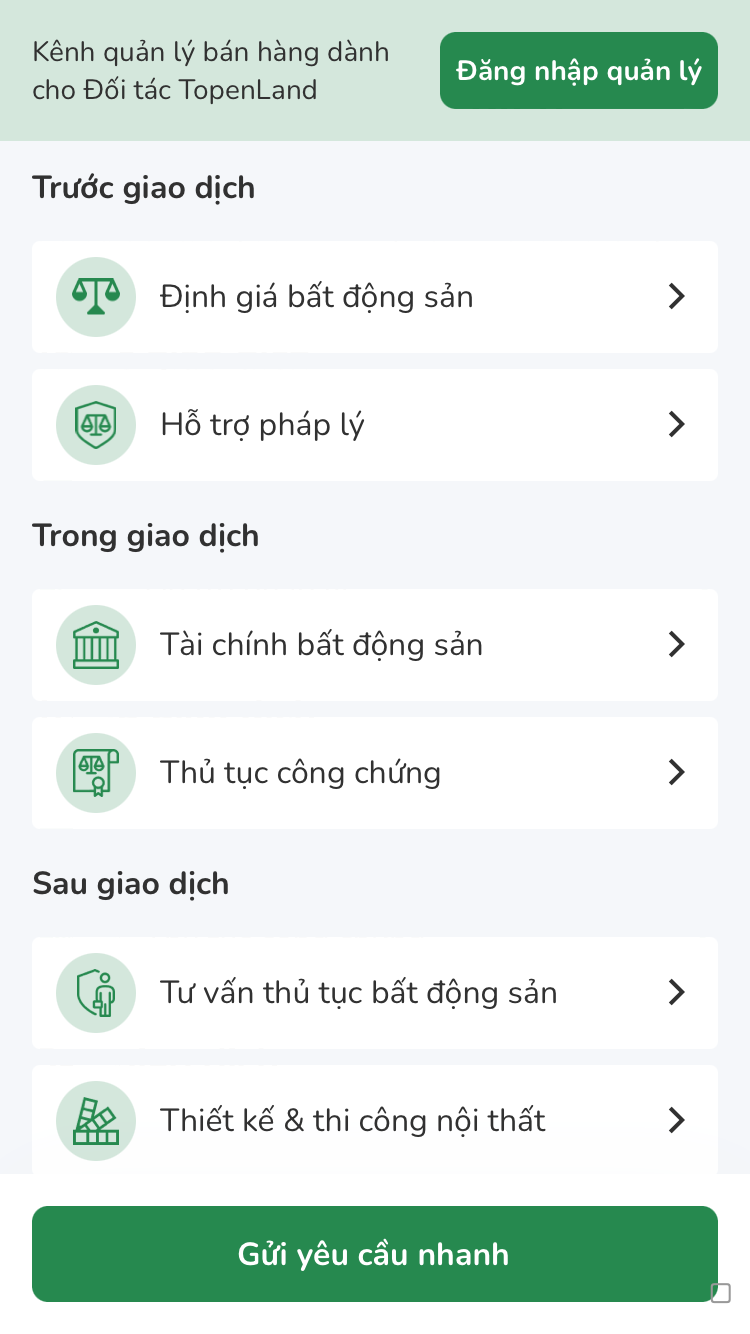 Kênh quản lý bán hàng dành
cho Đối tác TopenLand
Đăng nhập quản lý
Trước giao dịch
Định giá bất động sản
Hỗ trợ pháp lý
Trong giao dịch
Tài chính bất động sản
Thủ tục công chứng
Sau giao dịch
Tư vấn thủ tục bất động sản
Thiết kế & thi công nội thất
Gửi yêu cầu nhanh